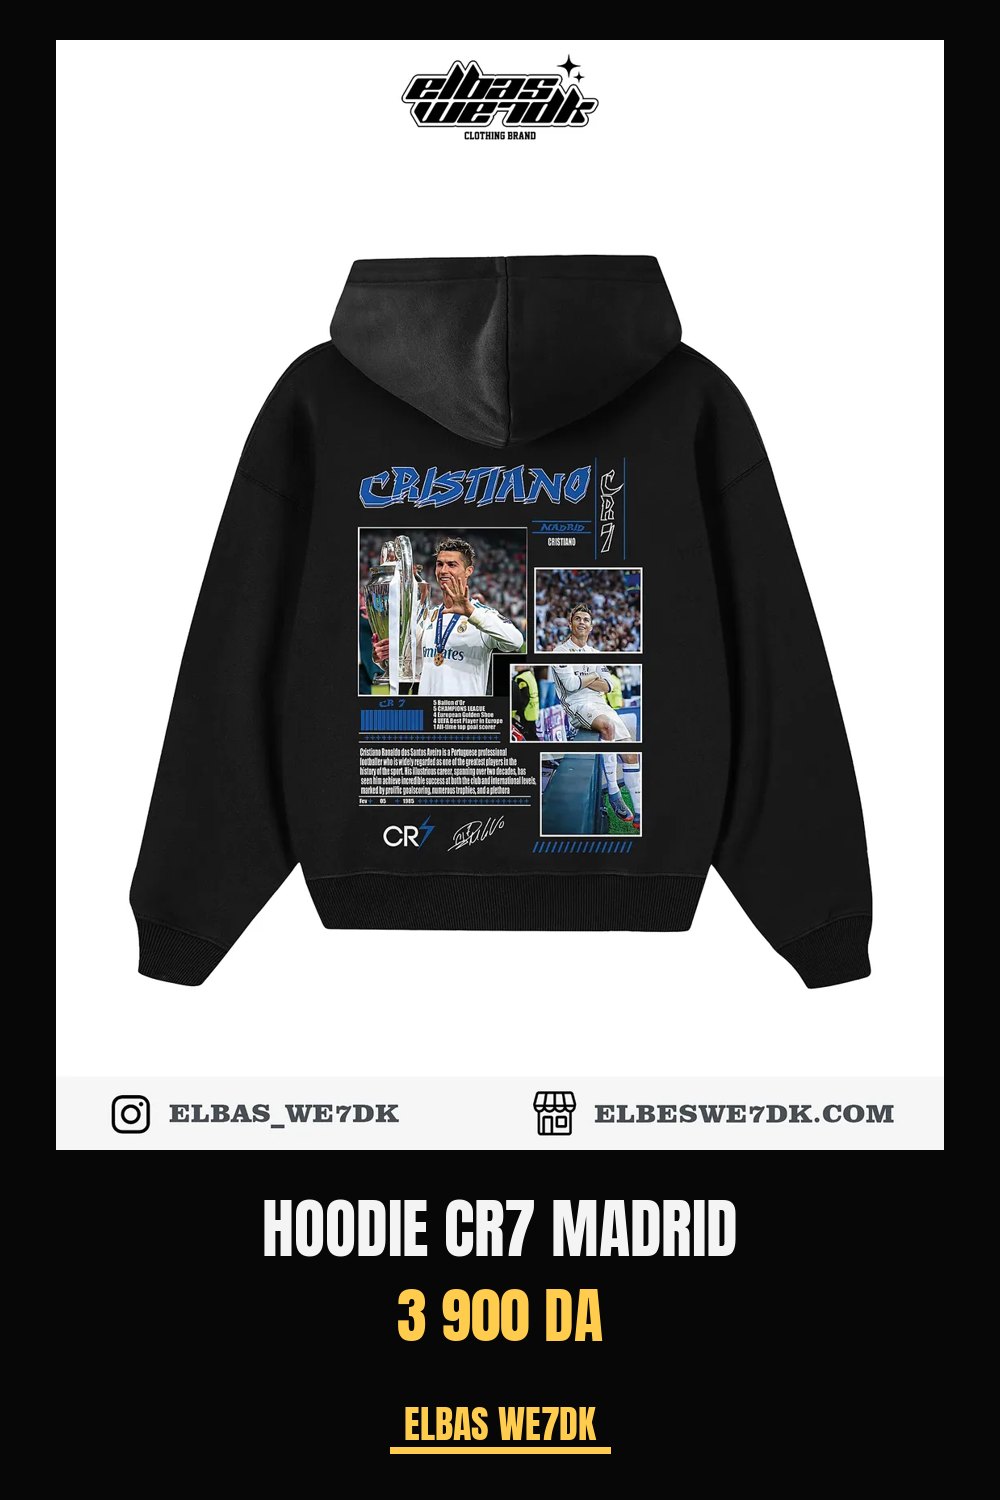 elbas
we7dk
CLOTHING BRAND
CRISTIANO
CR7
MADRID
CRISTIANO
Emirates
CR 7
5 Ballon d'Or
5 CHAMPIONS LEAGUE
4 European Golden Shoe
4 UEFA Best Player in Europe
1 All-time top goal scorer
Cristiano Ronaldo dos Santos Aveiro is a Portuguese professional
footballer who is widely regarded as one of the greatest players in the
history of the sport. His illustrious career, spanning over two decades, has
seen him achieve incredible success at both the club and international levels,
marked by prolific goalscoring, numerous trophies, and a plethora
Fev + 05 + 1985
CR7
ELBAS_WE7DK
ELBESWE7DK.COM
HOODIE CR7 MADRID
3 900 DA
ELBAS WE7DK